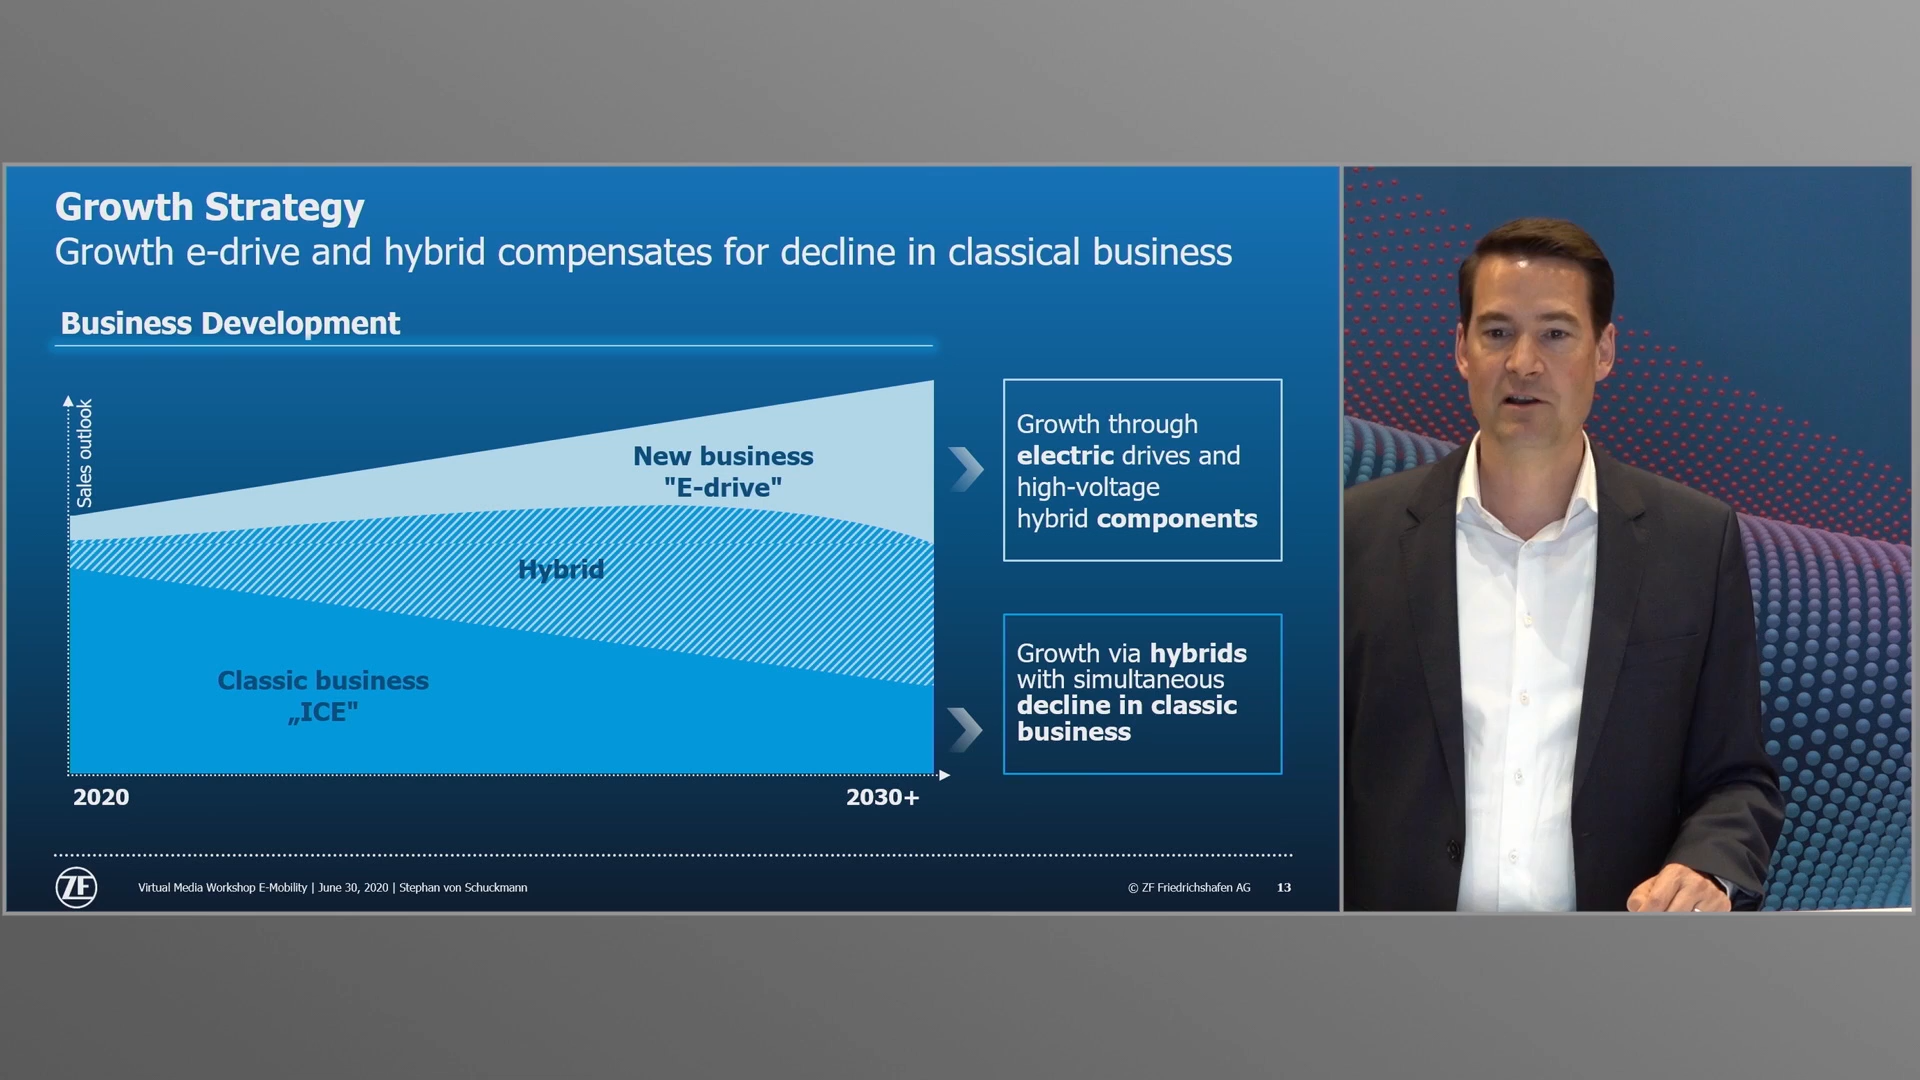 Growth Strategy
Growth e-drive and hybrid compensates for decline in classical business
Business Development
Sales outlook
New business
"E-drive"
Hybrid
Classic business
„ICE"
2020
2030+
Growth through
electric drives and
high-voltage
hybrid components
Growth via hybrids
with simultaneous
decline in classic
business
ZF
Virtual Media Workshop E-Mobility | June 30, 2020 | Stephan von Schuckmann
© ZF Friedrichshafen AG
13